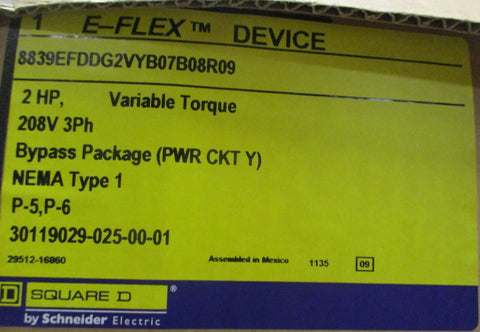 1 E–FLEX™ DEVICE
8839EFDDG2VYB07B08R09
2 HP, Variable Torque
208V 3Ph
Bypass Package (PWR CKT Y)
NEMA Type 1
P-5,P-6
30119029-025-00-01
29512-16860 Assembled in Mexico 1135 09
D SQUARE D ®
by Schneider Electric